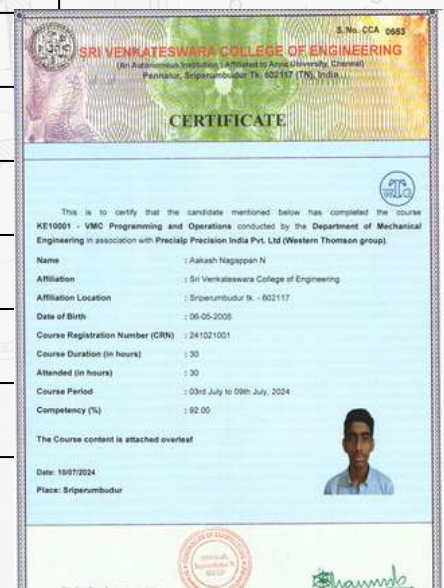 S.No. CCA 0683
SRI VENKATESWARA COLLEGE OF ENGINEERING
(An Autonomous Institution; Affiliated to Anna University, Chennai)
Pennalur, Sriperumbudur Tk. 602117 (TN), India
CERTIFICATE
This is to certify that the candidate mentioned below has completed the course
KE10001 - VMC Programming and Operations conducted by the Department of Mechanical
Engineering in association with Precialp Precision India Pvt. Ltd (Western Thomson group).
Name : Aakash Nagappan N
Affiliation : Sri Venkateswara College of Engineering
Affiliation Location : Sriperumbudur tk. - 602117
Date of Birth : 06-05-2005
Course Registration Number (CRN) : 241021001
Course Duration (in hours) : 30
Attended (in hours) : 30
Course Period : 03rd July to 09th July, 2024
Competency (%) : 92.00
The Course content is attached overleaf
Date: 10/07/2024
Place: Sriperumbudur